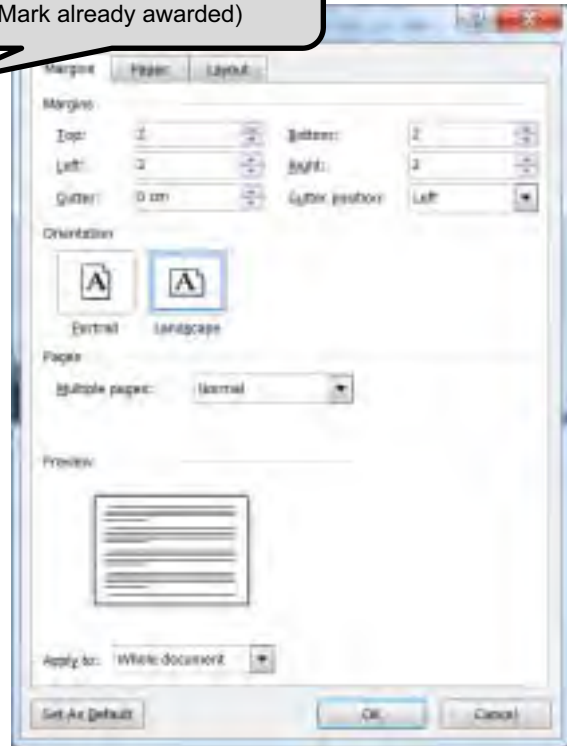 Mark already awarded)
Margins Paper Layout
Margins
Top: 2 Bottom: 2
Left: 2 Right: 2
Gutter: 0 cm Gutter position: Left
Orientation
Portrait Landscape
Pages
Multiple pages: Normal
Preview
Apply to: Whole document
Set As Default OK Cancel